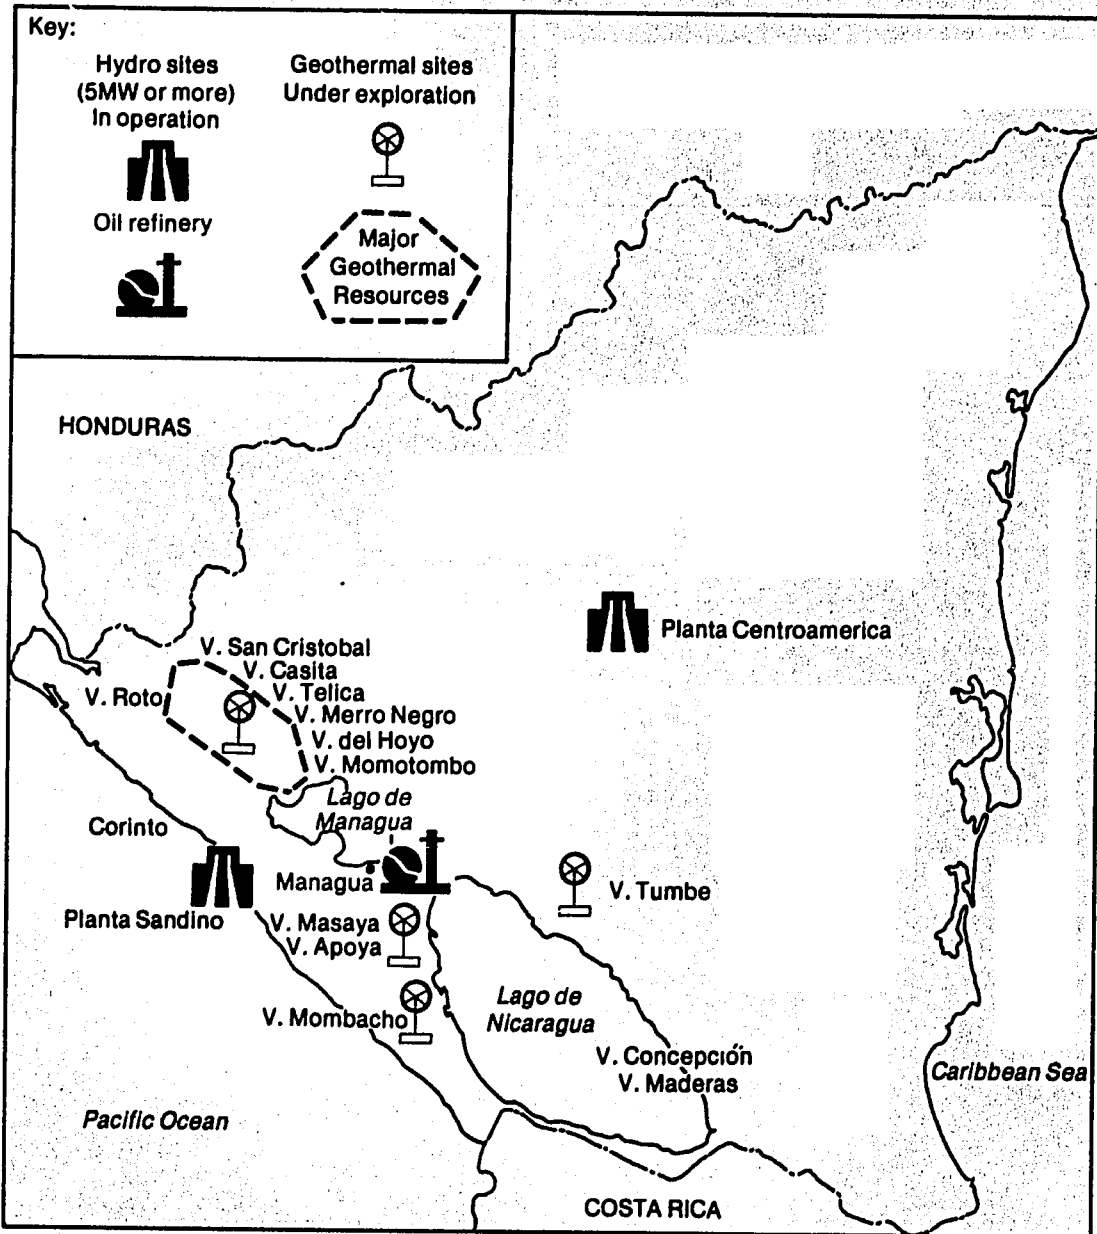 Key:
Hydro sites
(5MW or more)
In operation
Oil refinery
Geothermal sites
Under exploration
Major
Geothermal
Resources
HONDURAS
V. San Cristobal
V. Casita
V. Telica
V. Roto
V. Merro Negro
V. del Hoyo
V. Momotombo
Planta Centroamerica
Lago de
Managua
Corinto
Managua
Planta Sandino
V. Tumbe
V. Masaya
V. Apoya
V. Mombacho
Lago de
Nicaragua
V. Concepción
V. Maderas
Caribbean Sea
Pacific Ocean
COSTA RICA